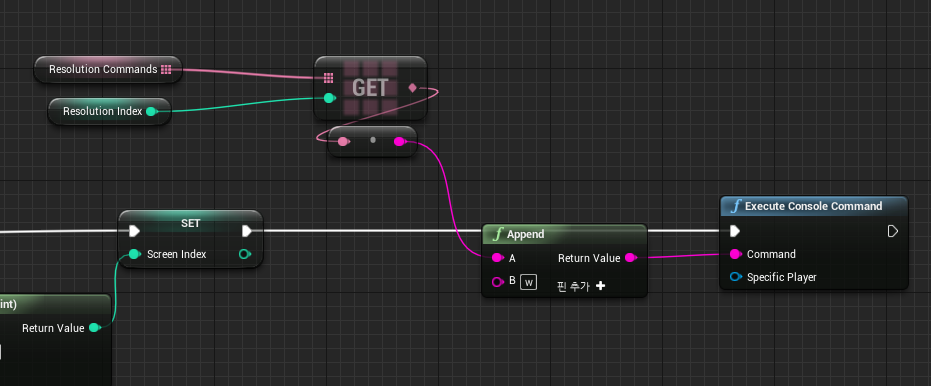 Resolution Commands
GET
Resolution Index
SET
Screen Index
int)
Return Value
f Append
A
Return Value
B w
핀 추가 +
f Execute Console Command
Command
Specific Player